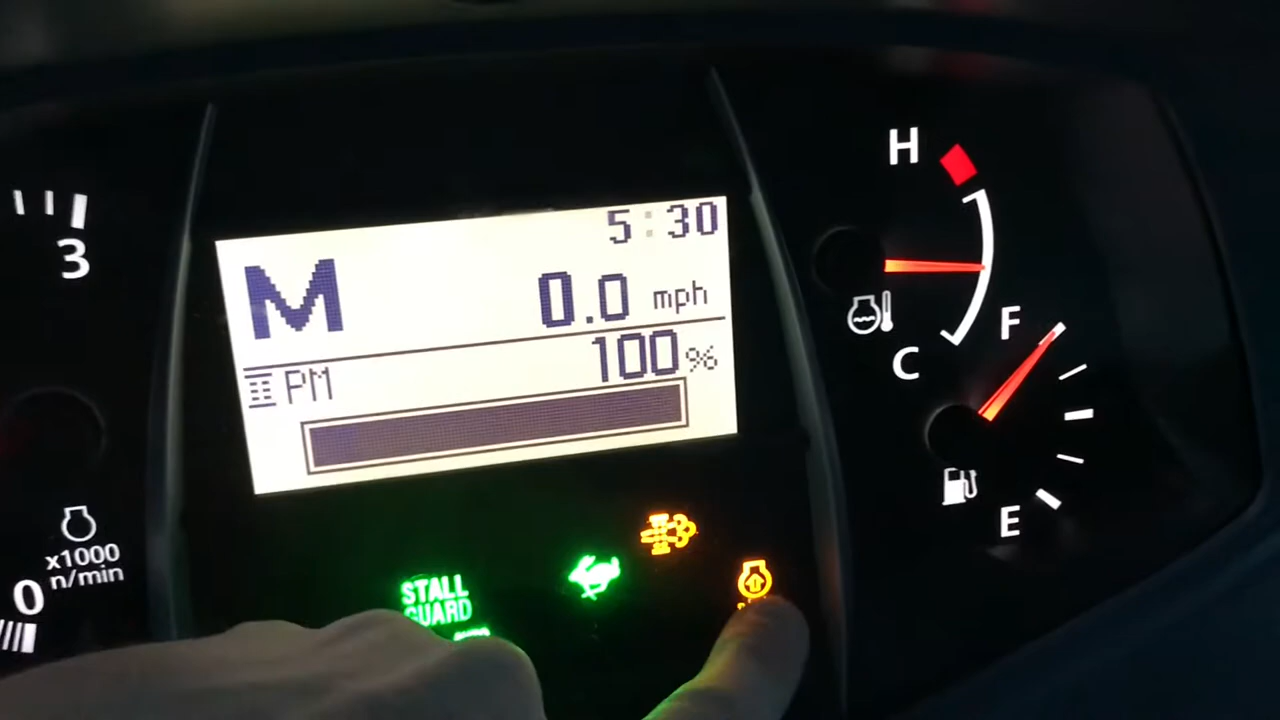 3
x1000
n/min
0
5:30
M 0.0 mph
PM 100%
STALL
GUARD
H
C
F
E